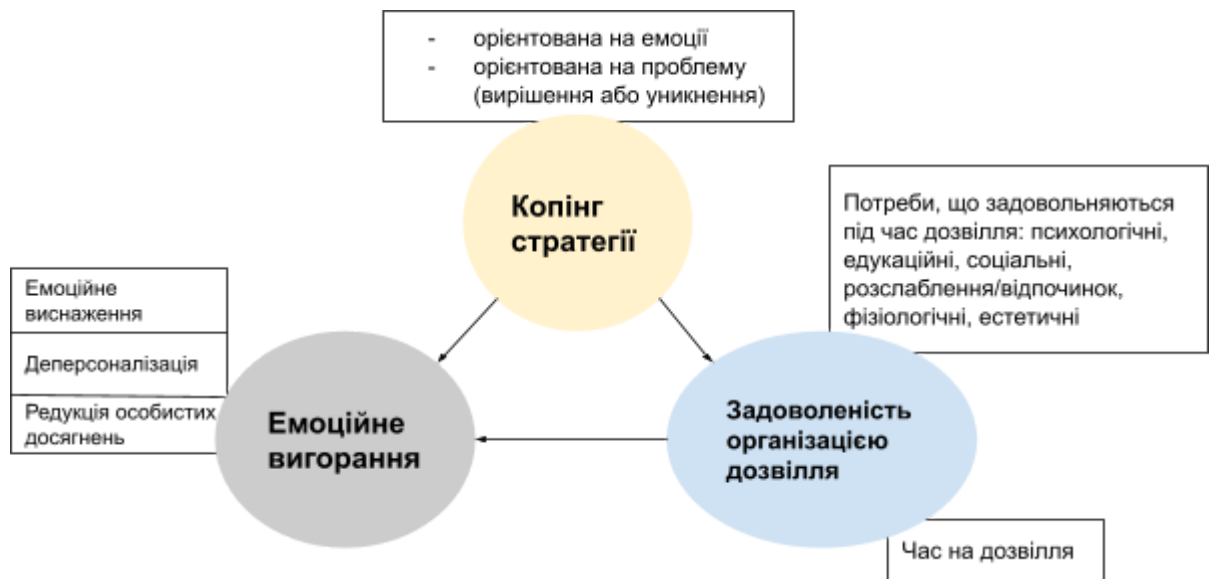 - орієнтована на емоції
- орієнтована на проблему
(вирішення або уникнення)
Копінг
стратегії
Потреби, що задовольняються
під час дозвілля: психологічні,
едукаційні, соціальні,
розслаблення/відпочинок,
фізіологічні, естетичні
Емоційне
виснаження
Деперсоналізація
Редукція особистих
досягнень
Емоційне
вигорання
Задоволеність
організацією
дозвілля
Час на дозвілля